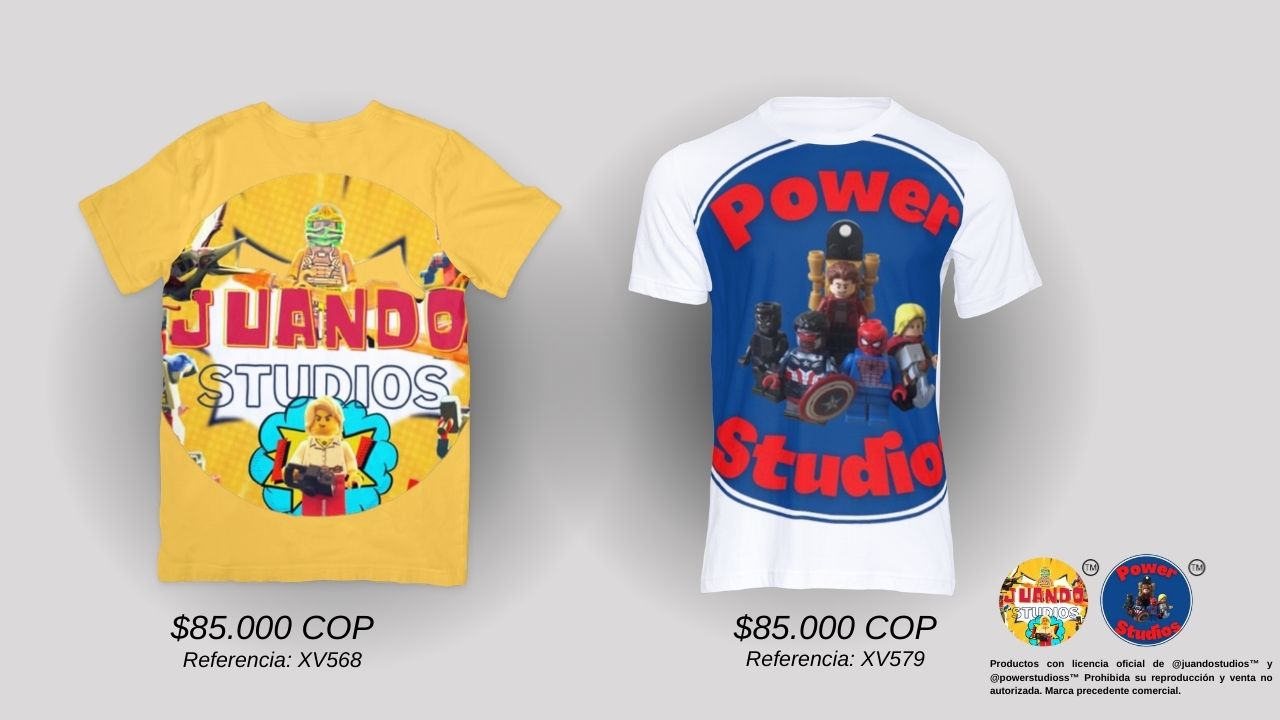 JUANDO
STUDIOS
Power
Studio
$85.000 COP
Referencia: XV568
$85.000 COP
Referencia: XV579
JUANDO
STUDIOS
TM
Power
Studios
TM
Productos con licencia oficial de @juandostudios™ y
@powerstudioss™ Prohibida su reproducción y venta no
autorizada. Marca precedente comercial.